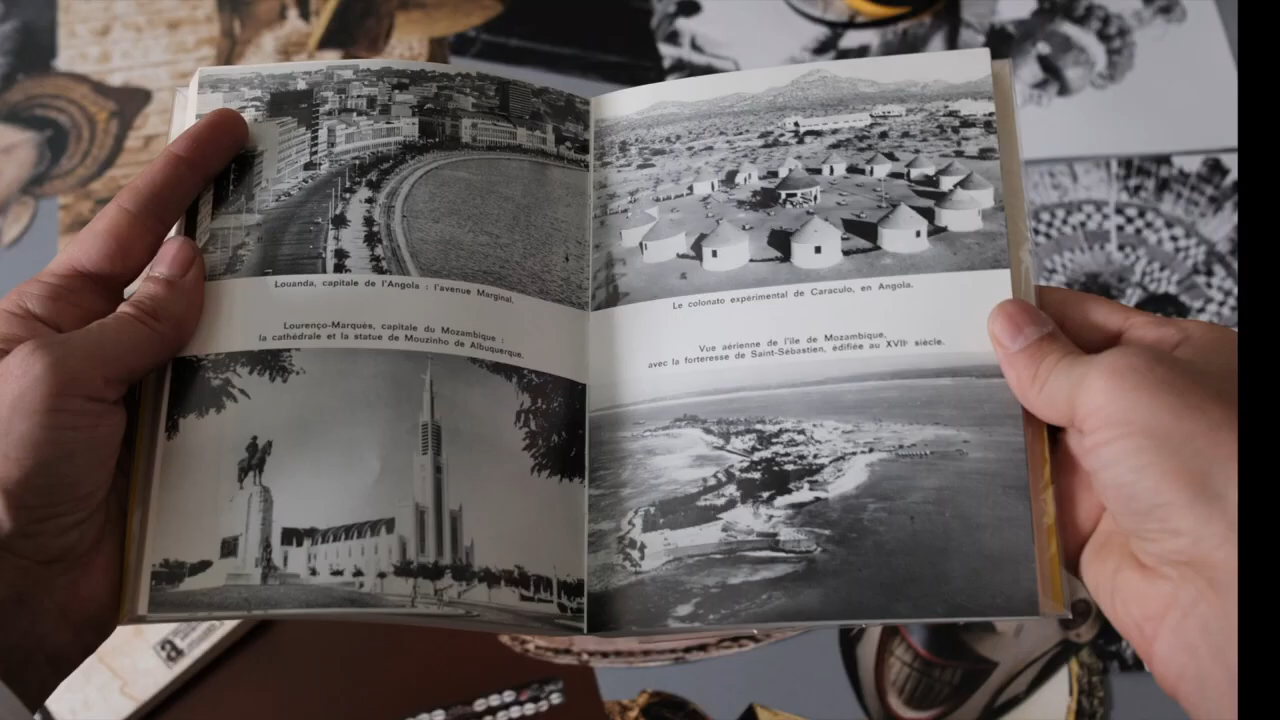 Louanda, capitale de l'Angola : l'avenue Marginal.
Lourenço-Marquès, capitale du Mozambique :
la cathédrale et la statue de Mouzinho de Albuquerque.
Le colonato expérimental de Caraculo, en Angola.
Vue aérienne de l'île de Mozambique,
avec la forteresse de Saint-Sébastien, édifiée au XVIIᵉ siècle.